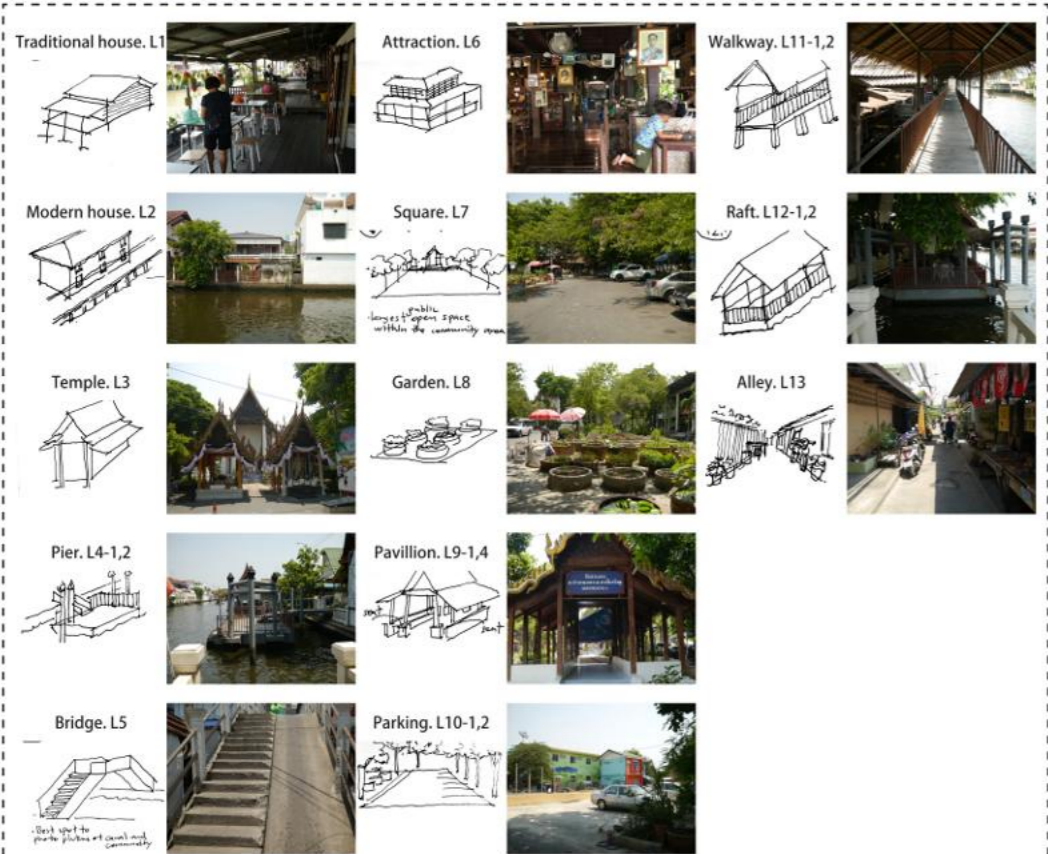 Traditional house. L1
Attraction. L6
Walkway. L11-1,2
Modern house. L2
Square. L7
Raft. L12-1,2
public
largest open space
within the community area
Temple. L3
Garden. L8
Alley. L13
Pier. L4-1,2
Pavillion. L9-1,4
seat
seat
Bridge. L5
Parking. L10-1,2
Best spot to
of canal and
community